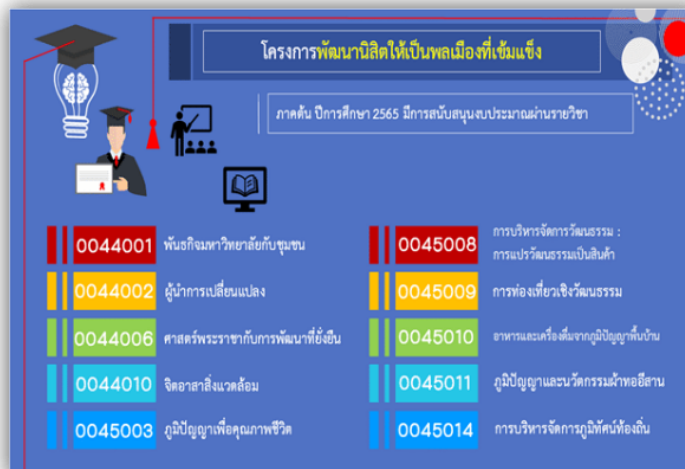 โครงการพัฒนานิสิตให้เป็นพลเมืองที่เข้มแข็ง
ภาคต้น ปีการศึกษา 2565 มีการสนับสนุนงบประมาณผ่านรายวิชา
0044001 พันธกิจมหาวิทยาลัยกับชุมชน
0044002 ผู้นำการเปลี่ยนแปลง
0044006 ศาสตร์พระราชากับการพัฒนาที่ยั่งยืน
0044010 จิตอาสาสิ่งแวดล้อม
0045003 ภูมิปัญญาเพื่อคุณภาพชีวิต
0045008 การบริหารจัดการวัฒนธรรม :
การแปรวัฒนธรรมเป็นสินค้า
0045009 การท่องเที่ยวเชิงวัฒนธรรม
0045010 อาหารและเครื่องดื่มจากภูมิปัญญาพื้นบ้าน
0045011 ภูมิปัญญาและนวัตกรรมผ้าทออีสาน
0045014 การบริหารจัดการภูมิทัศน์ท้องถิ่น